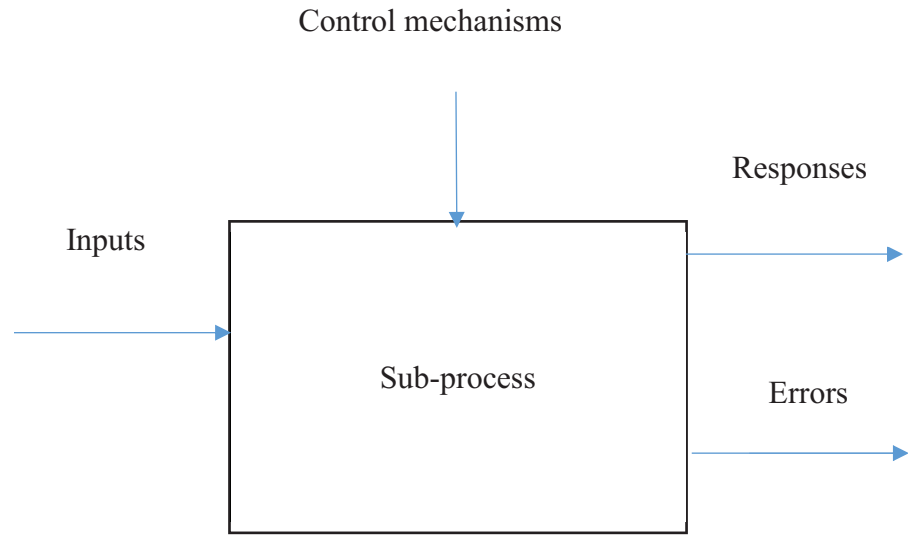 Control mechanisms
Responses
Inputs
Sub-process
Errors